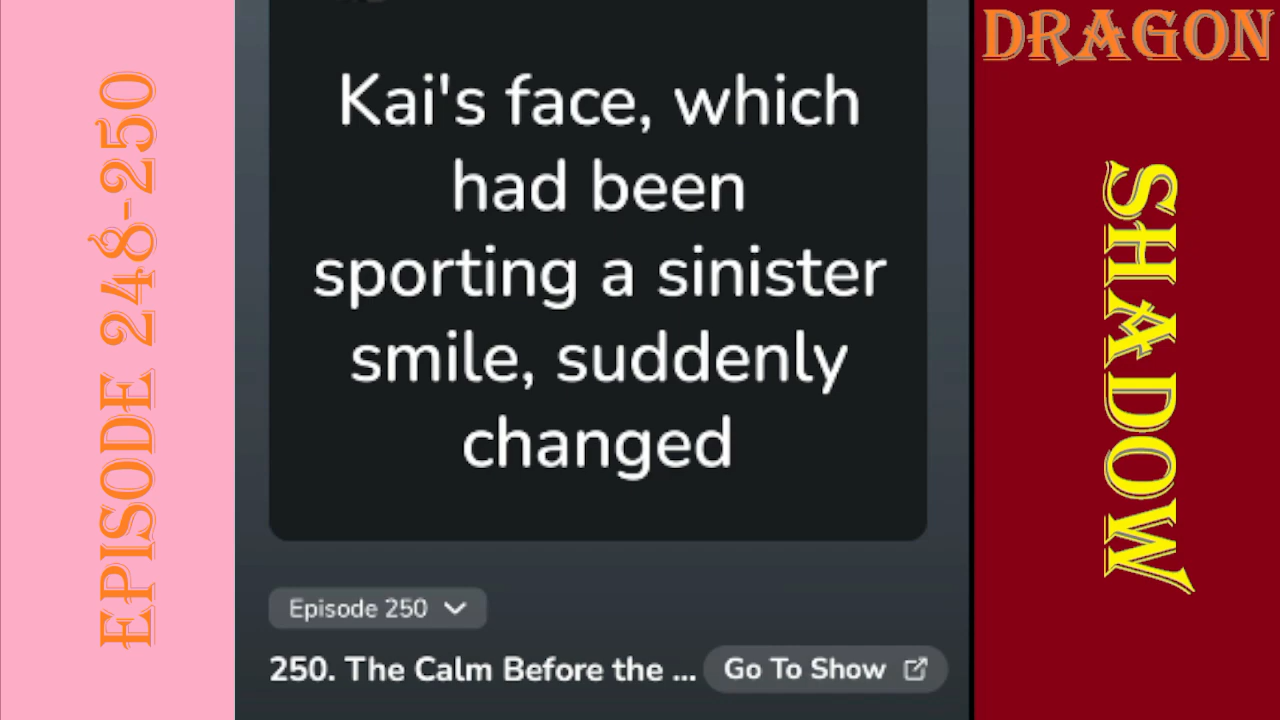 EPISODE 248-250
Kai's face, which
had been
sporting a sinister
smile, suddenly
changed
Episode 250
250. The Calm Before the ...
Go To Show
DRAGON
SHADOW